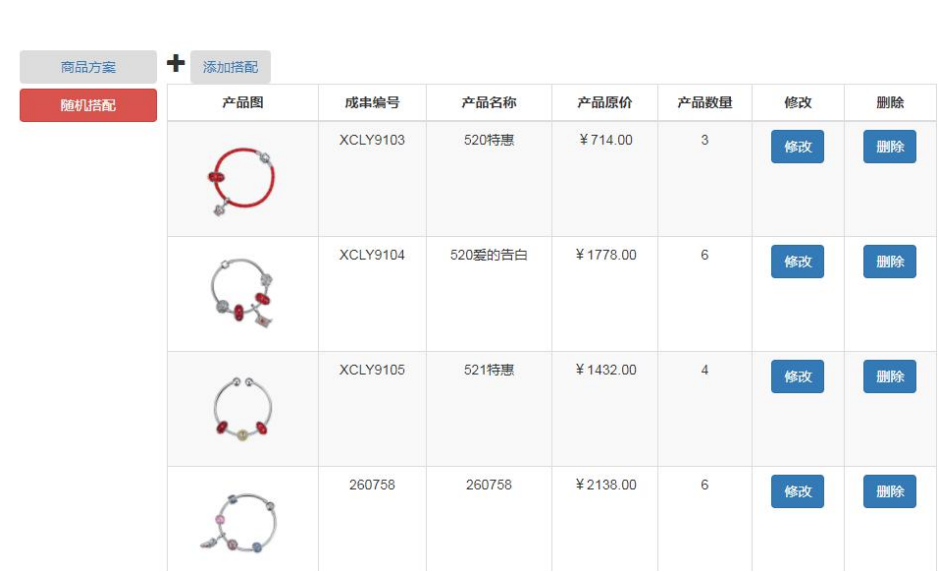 商品方案
添加搭配
随机搭配
产品图 成串编号 产品名称 产品原价 产品数量 修改 删除
XCLY9103 520特惠 ¥714.00 3 修改 删除
XCLY9104 520爱的告白 ¥1778.00 6 修改 删除
XCLY9105 521特惠 ¥1432.00 4 修改 删除
260758 260758 ¥2138.00 6 修改 删除